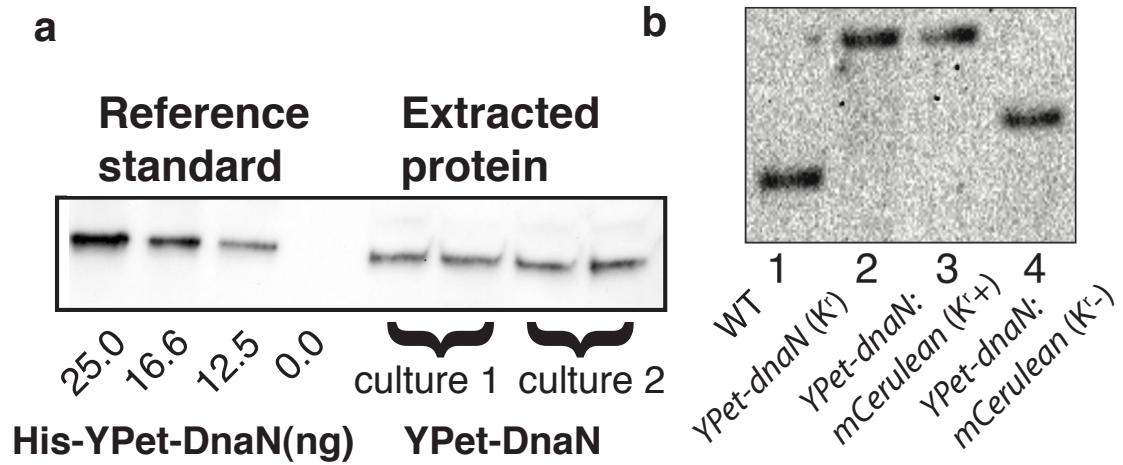 a
Reference
standard
Extracted
protein
25.0
16.6
12.5
0.0
culture 1
culture 2
His-YPet-DnaN(ng)
YPet-DnaN
b
1
2
3
4
WT
YPet-dnaN (Kʳ)
YPet-dnaN:
mCerulean (Kʳ+)
YPet-dnaN:
mCerulean (Kʳ-)